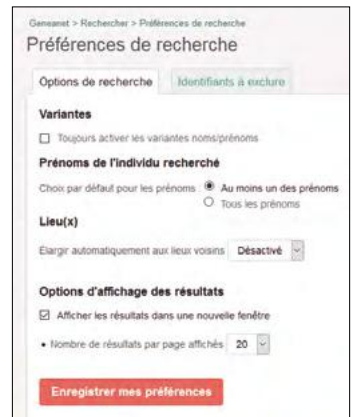 Geneanet > Rechercher > Préférences de recherche
Préférences de recherche
Options de recherche Identifiants à exclure
Variantes
Toujours activer les variantes noms/prénoms
Prénoms de l'individu recherché
Choix par défaut pour les prénoms Au moins un des prénoms
Tous les prénoms
Lieu(x)
Élargir automatiquement aux lieux voisins Désactivé
Options d'affichage des résultats
Afficher les résultats dans une nouvelle fenêtre
• Nombre de résultats par page affichés 20
Enregistrer mes préférences